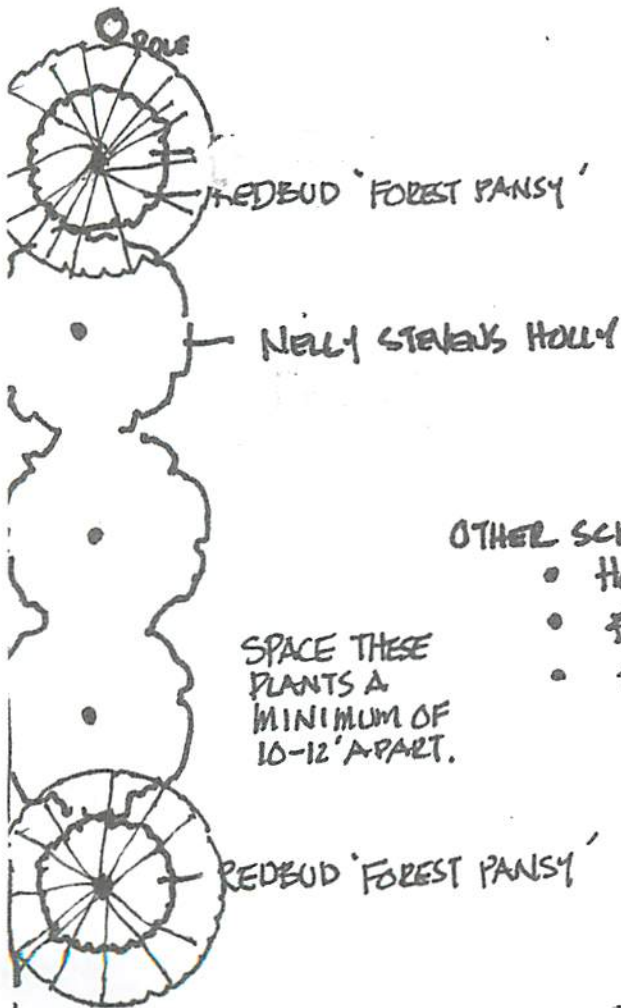 POLE
REDBUD 'FOREST PANSY'
NELLY STEVENS HOLLY
OTHER
SPACE THESE
PLANTS A
MINIMUM OF
10-12' APART.
REDBUD 'FOREST PANSY'